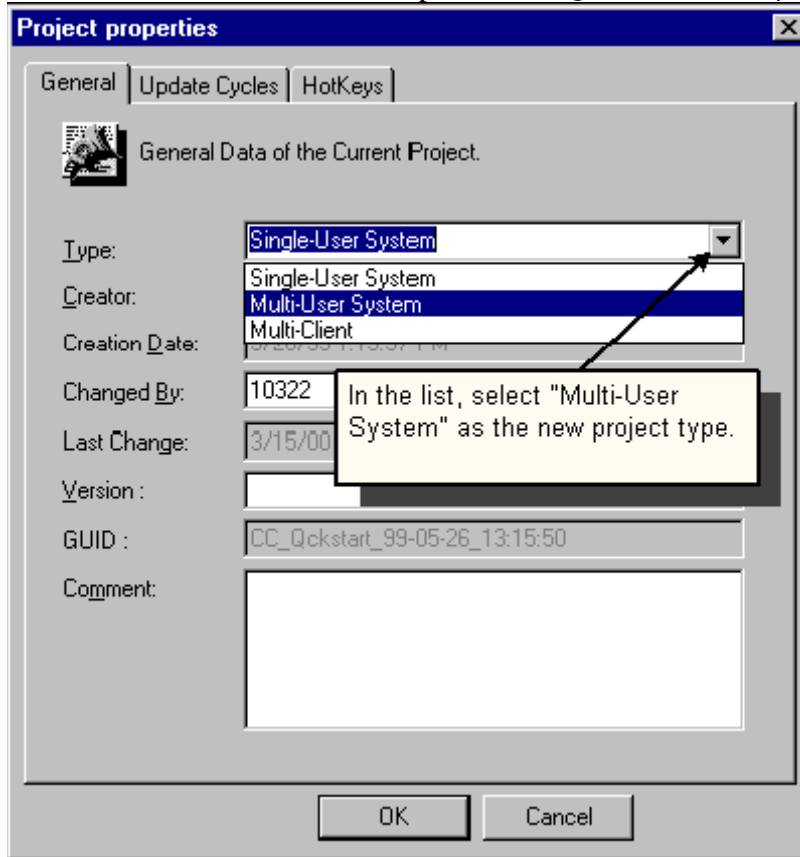 Project properties
General Update Cycles HotKeys
General Data of the Current Project.
Type: Single-User System
Single-User System
Creator: Multi-User System
Multi-Client
Creation Date:
Changed By: 10322
In the list, select "Multi-User
System" as the new project type.
Last Change: 3/15/00
Version :
GUID : CC_Qckstart_99-05-26_13:15:50
Comment:
OK Cancel